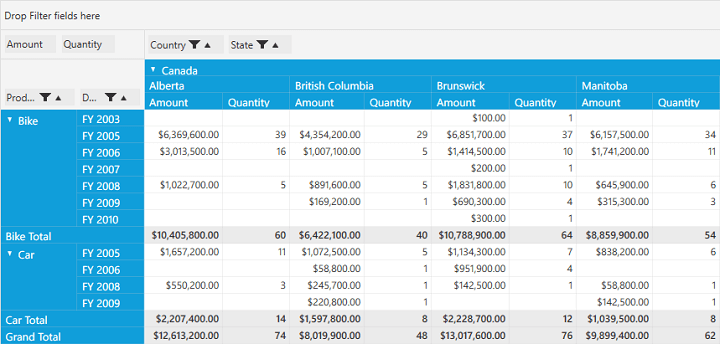 Drop Filter fields here
Amount Quantity Country State
Canada
Alberta British Columbia Brunswick Manitoba
Prod... D... Amount Quantity Amount Quantity Amount Quantity Amount Quantity
Bike FY 2003 $100.00 1
FY 2005 $6,369,600.00 39 $4,354,200.00 29 $6,851,700.00 37 $6,157,500.00 34
FY 2006 $3,013,500.00 16 $1,007,100.00 5 $1,414,500.00 10 $1,741,200.00 11
FY 2007 $200.00 1
FY 2008 $1,022,700.00 5 $891,600.00 5 $1,831,800.00 10 $645,900.00 6
FY 2009 $169,200.00 1 $690,300.00 4 $315,300.00 3
FY 2010 $300.00 1
Bike Total $10,405,800.00 60 $6,422,100.00 40 $10,788,900.00 64 $8,859,900.00 54
Car FY 2005 $1,657,200.00 11 $1,072,500.00 5 $1,134,300.00 7 $838,200.00 6
FY 2006 $58,800.00 1 $951,900.00 4
FY 2008 $550,200.00 3 $245,700.00 1 $142,500.00 1 $58,800.00 1
FY 2009 $220,800.00 1 $142,500.00 1
Car Total $2,207,400.00 14 $1,597,800.00 8 $2,228,700.00 12 $1,039,500.00 8
Grand Total $12,613,200.00 74 $8,019,900.00 48 $13,017,600.00 76 $9,899,400.00 62